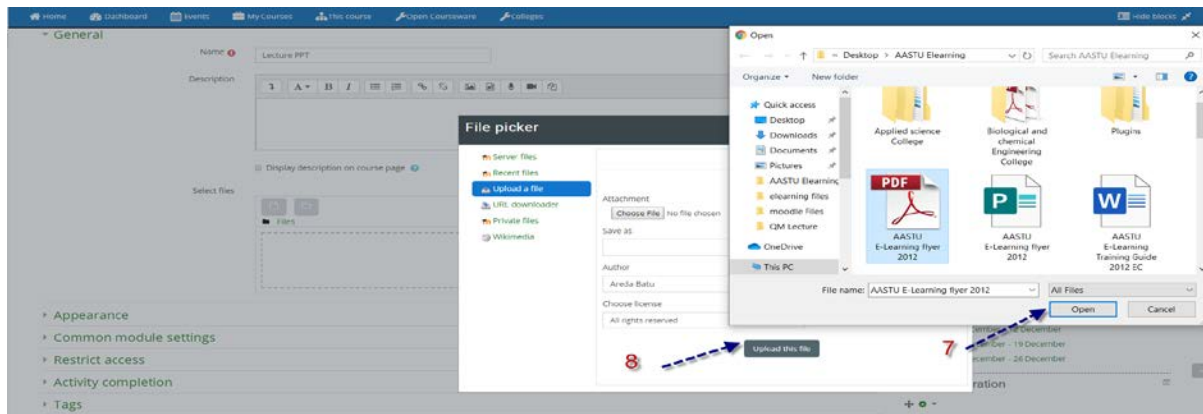 Home Dashboard Events My Courses This course Open Courseware Colleges Hide blocks
General
Name
Lecture PPT
Description
A B I
Display description on course page
Select files
Files
Appearance
Common module settings
Restrict access
Activity completion
Tags
File picker
Server files
Recent files
Upload a file
URL downloader
Private files
Wikimedia
Attachment
Choose File No file chosen
Save as
Author
Areda Batu
Choose license
All rights reserved
Upload this file
8
Open
Desktop > AASTU Elearning
Search AASTU Elearning
Organize New folder
Quick access
Desktop
Downloads
Documents
Pictures
AASTU Elearning
elearning files
moodle Files
QM Lecture
OneDrive
This PC
Applied science
College
Biological and
chemical
Engineering
College
Plugins
PDF
AASTU
E-Learning flyer
2012
P
AASTU
E-Learning flyer
2012
W
AASTU
E-Learning
Training Guide
2012 EC
File name: AASTU E-Learning flyer 2012 All Files
Open Cancel
7
- 19 December
- 26 December
ration